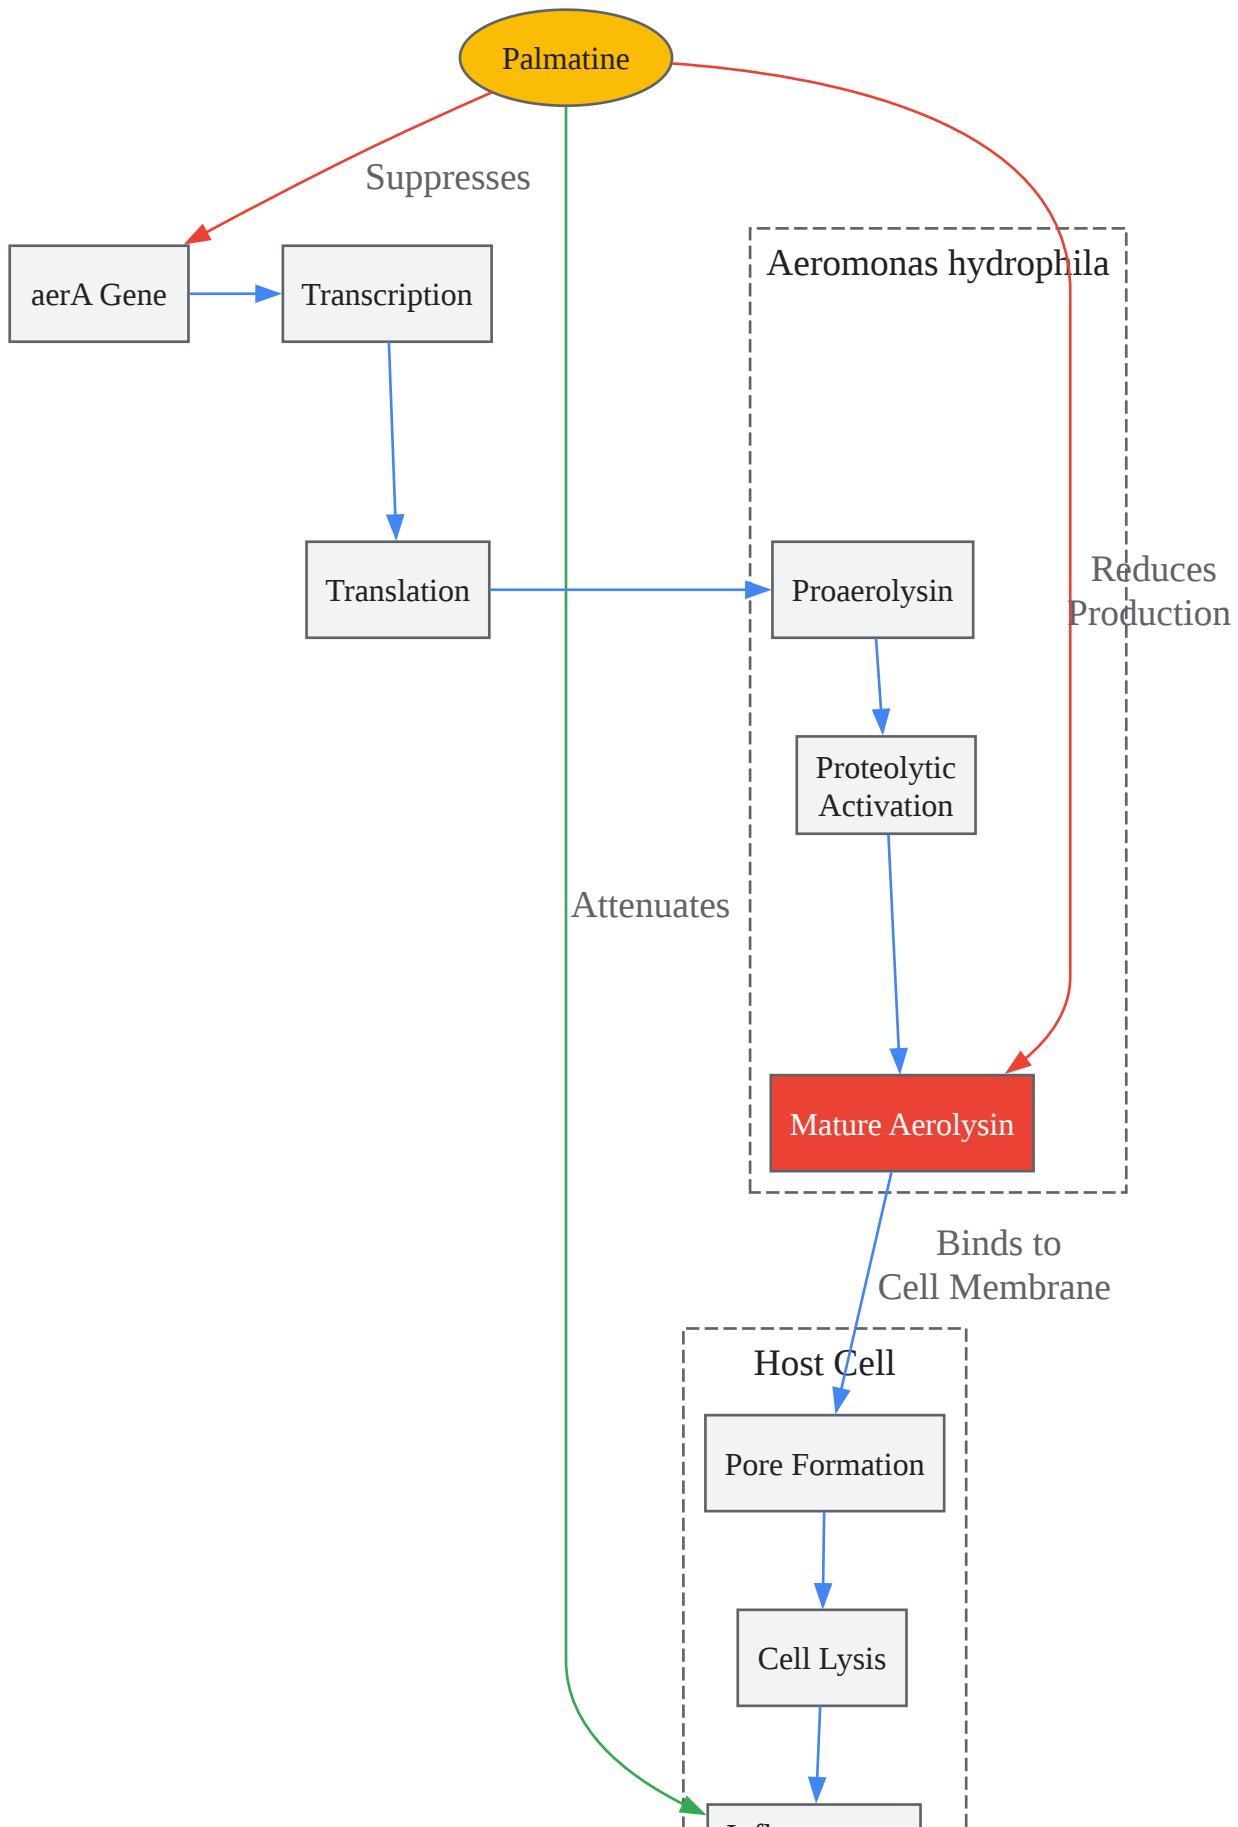 Palmatine
Suppresses
aerA Gene
Transcription
Aeromonas hydrophila
Translation
Proaerolysin
Reduces
Production
Proteolytic
Activation
Attenuates
Mature Aerolysin
Binds to
Cell Membrane
Host Cell
Pore Formation
Cell Lysis